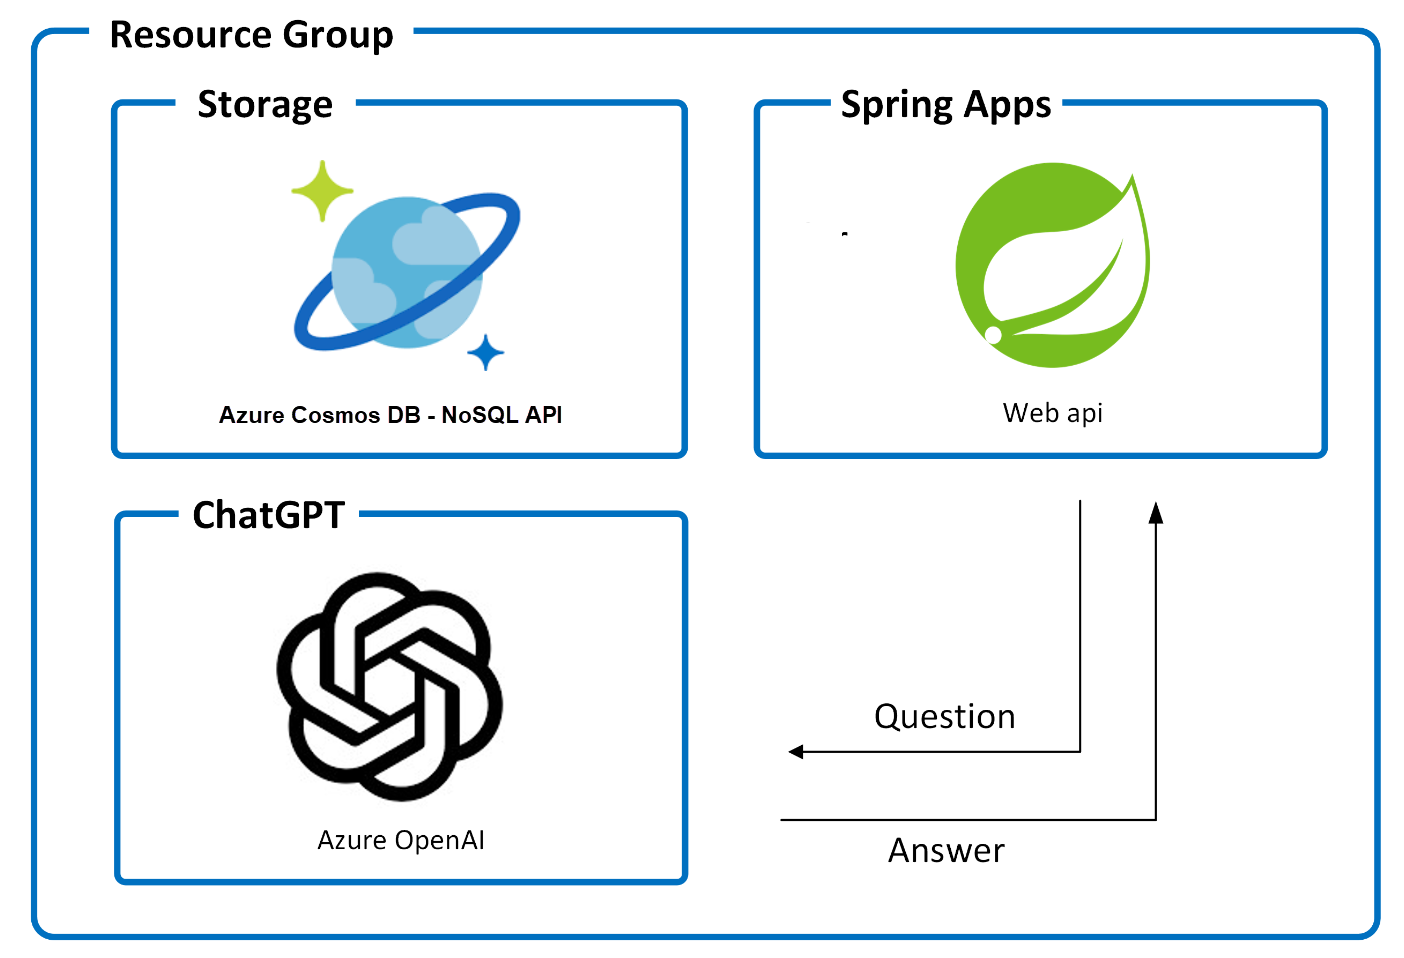 Resource Group
Storage
Spring Apps
Azure Cosmos DB - NoSQL API
Web api
ChatGPT
Question
Azure OpenAI
Answer